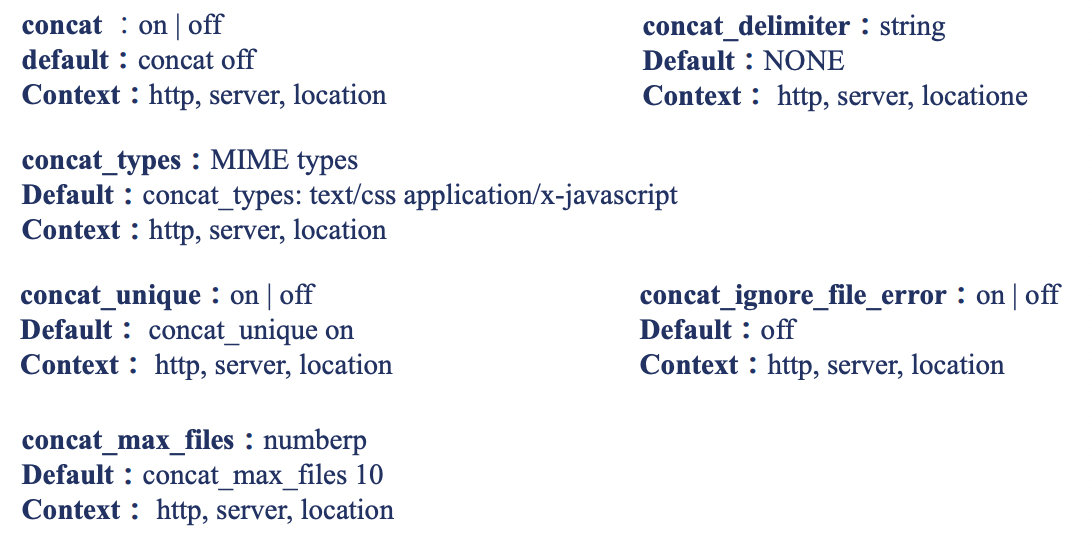 concat ：on | off
default：concat off
Context：http, server, location
concat_delimiter：string
Default：NONE
Context： http, server, locatione
concat_types：MIME types
Default：concat_types: text/css application/x-javascript
Context：http, server, location
concat_unique：on | off
Default： concat_unique on
Context： http, server, location
concat_ignore_file_error：on | off
Default：off
Context：http, server, location
concat_max_files：numberp
Default：concat_max_files 10
Context： http, server, location